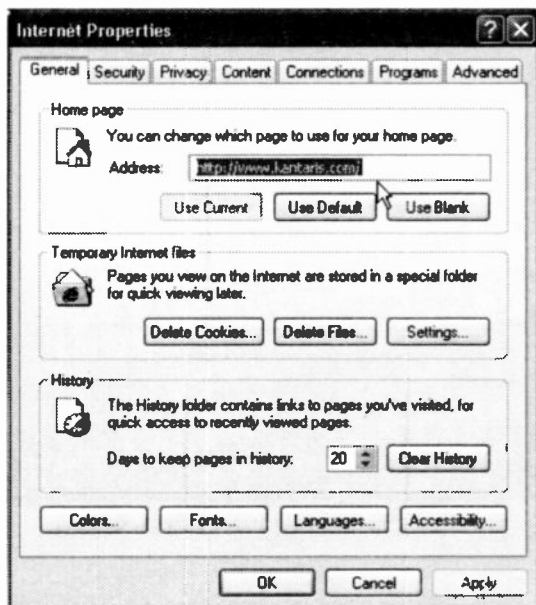 Internet Properties
General Security Privacy Content Connections Programs Advanced
Home page
You can change which page to use for your home page.
Address: http://www.kantaris.com/
Use Current Use Default Use Blank
Temporary Internet files
Pages you view on the Internet are stored in a special folder
for quick viewing later.
Delete Cookies... Delete Files... Settings...
History
The History folder contains links to pages you've visited, for
quick access to recently viewed pages.
Days to keep pages in history: 20 Clear History
Colors... Fonts... Languages... Accessibility...
OK Cancel Apply